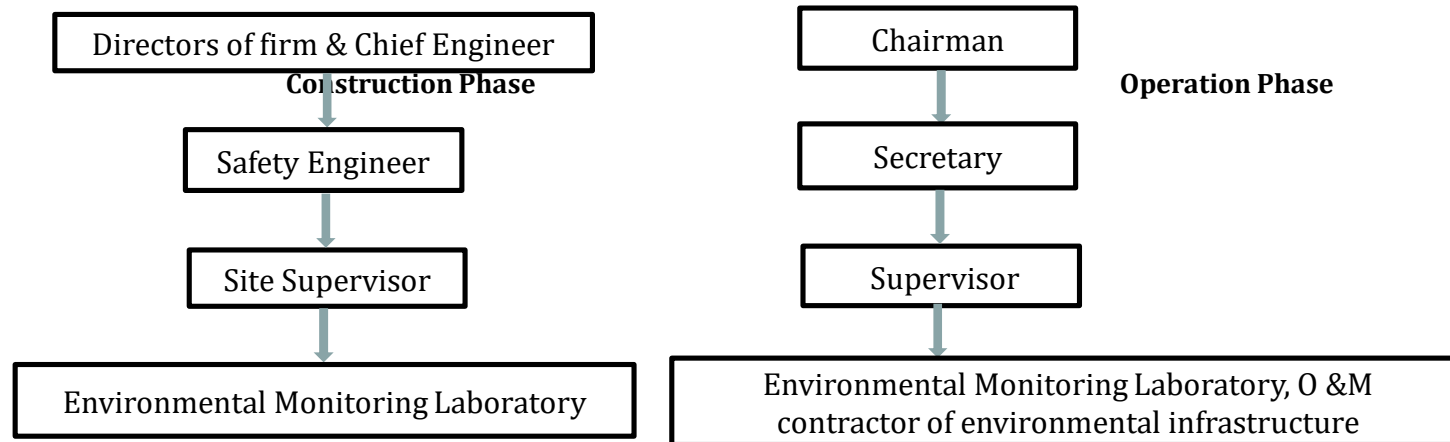 Directors of firm & Chief Engineer
Construction Phase
Safety Engineer
Site Supervisor
Environmental Monitoring Laboratory
Chairman
Operation Phase
Secretary
Supervisor
Environmental Monitoring Laboratory, O &M
contractor of environmental infrastructure